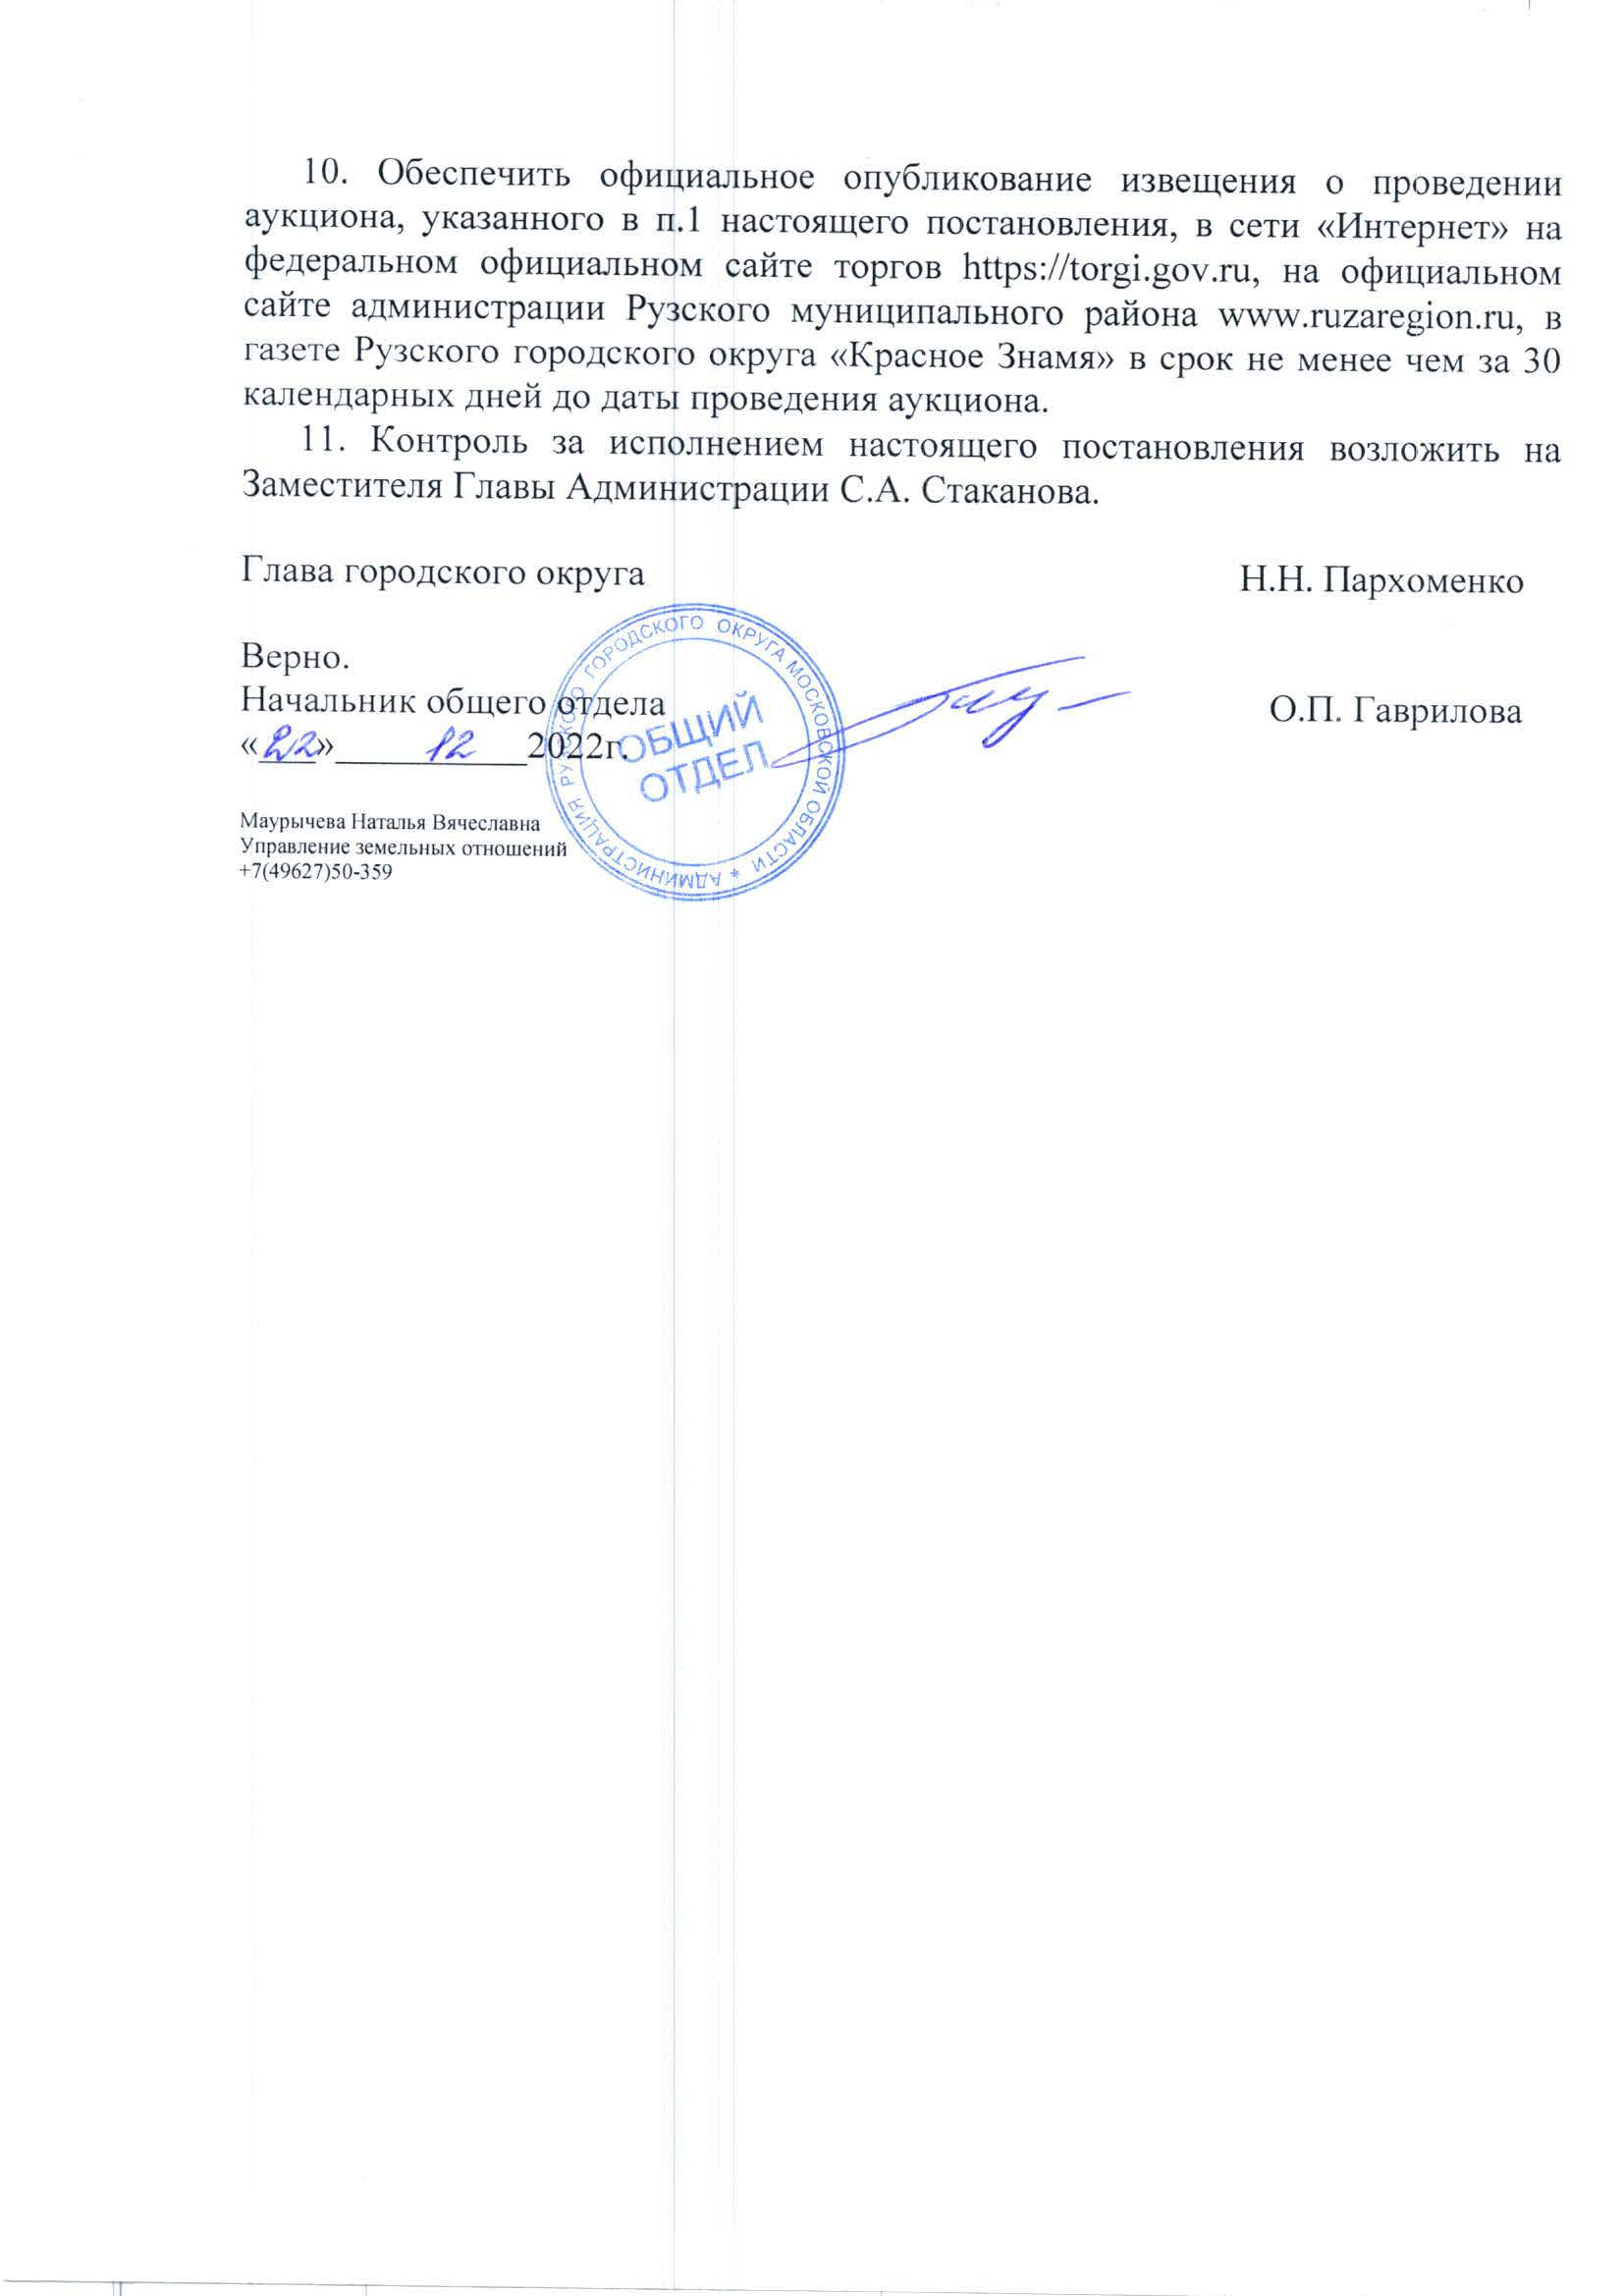 10. Обеспечить официальное опубликование извещения о проведении
аукциона, указанного в п.1 настоящего постановления, в сети «Интернет» на
федеральном официальном сайте торгов https://torgi.gov.ru, на официальном
сайте администрации Рузского муниципального района www.ruzaregion.ru, в
газете Рузского городского округа «Красное Знамя» в срок не менее чем за 30
календарных дней до даты проведения аукциона.
11. Контроль за исполнением настоящего постановления возложить на
Заместителя Главы Администрации С.А. Стаканова.
Глава городского округа Н.Н. Пархоменко
Верно.
Начальник общего отдела О.П. Гаврилова
«22» 12 2022г.
АДМИНИСТРАЦИЯ РУЗСКОГО ГОРОДСКОГО ОКРУГА МОСКОВСКОЙ ОБЛАСТИ *
ОБЩИЙ
ОТДЕЛ
Маурычева Наталья Вячеславна
Управление земельных отношений
+7(49627)50-359